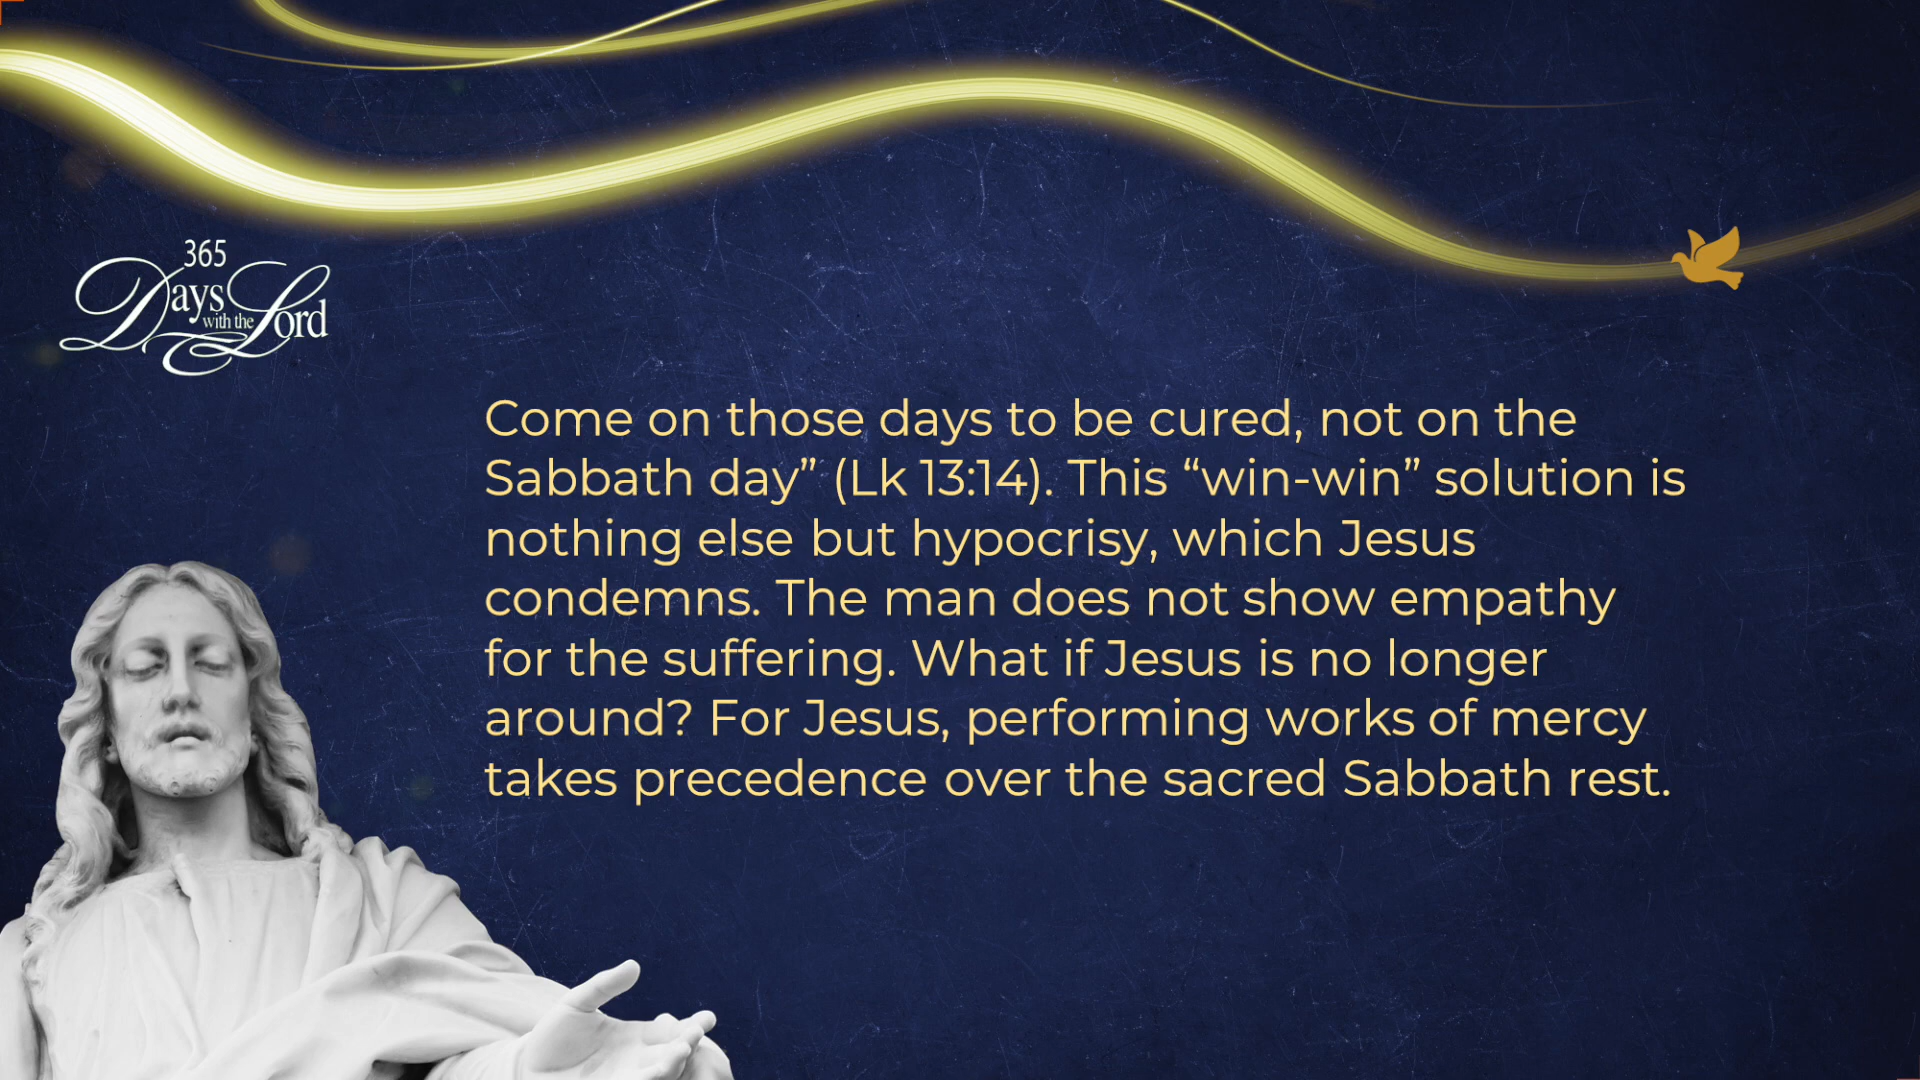 365
Days
with the
Lord
Come on those days to be cured, not on the
Sabbath day” (Lk 13:14). This “win-win” solution is
nothing else but hypocrisy, which Jesus
condemns. The man does not show empathy
for the suffering. What if Jesus is no longer
around? For Jesus, performing works of mercy
takes precedence over the sacred Sabbath rest.